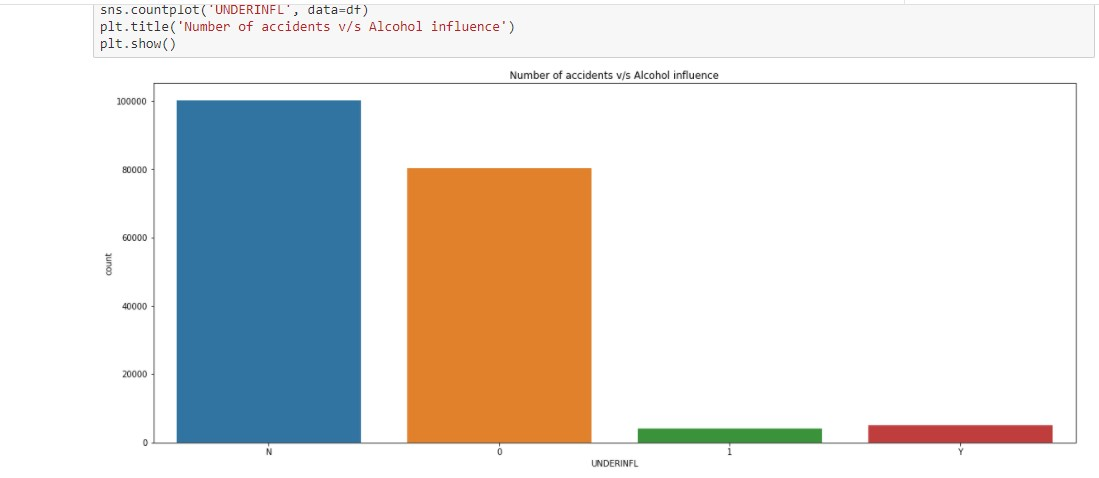 sns.countplot('UNDERINFL', data=df)
plt.title('Number of accidents v/s Alcohol influence')
plt.show()
Number of accidents v/s Alcohol influence
100000
80000
60000
40000
20000
0
count
N
0
1
Y
UNDERINFL